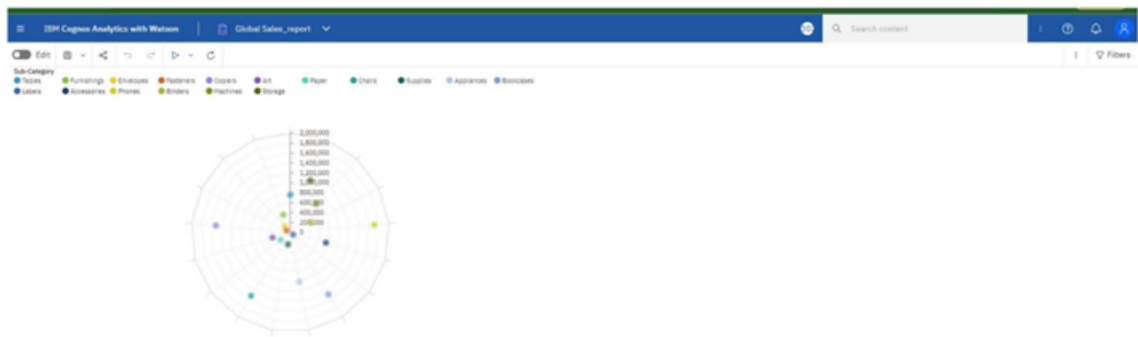 IBM Cognos Analytics with Watson Global Sales_report Search content
Edit Filters
Sub-Category
Tables Furnishings Envelopes Fasteners Copiers Art Paper Chairs Supplies Appliances Bookcases
Labels Accessories Phones Binders Machines Storage
2,000,000
1,800,000
1,600,000
1,400,000
1,200,000
800,000
400,000
0